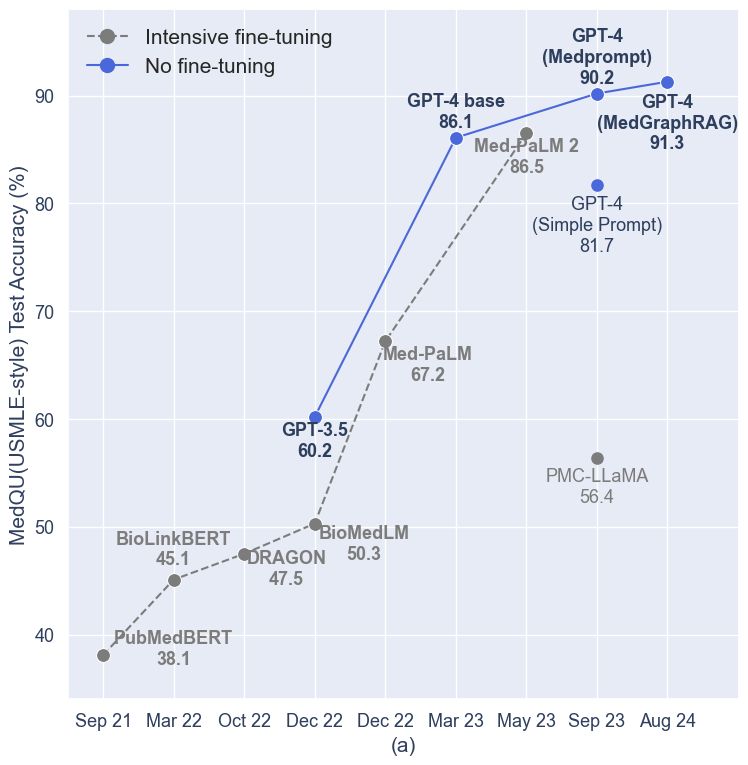 Intensive fine-tuning
No fine-tuning
GPT-4
(Medprompt)
90.2
GPT-4 base
86.1
GPT-4
(MedGraphRAG)
91.3
Med-PaLM 2
86.5
GPT-4
(Simple Prompt)
81.7
Med-PaLM
67.2
GPT-3.5
60.2
PMC-LLaMA
56.4
BioMedLM
50.3
BioLinkBERT
45.1
DRAGON
47.5
PubMedBERT
38.1
90
80
70
60
50
40
MedQU(USMLE-style) Test Accuracy (%)
Sep 21 Mar 22 Oct 22 Dec 22 Dec 22 Mar 23 May 23 Sep 23 Aug 24
(a)